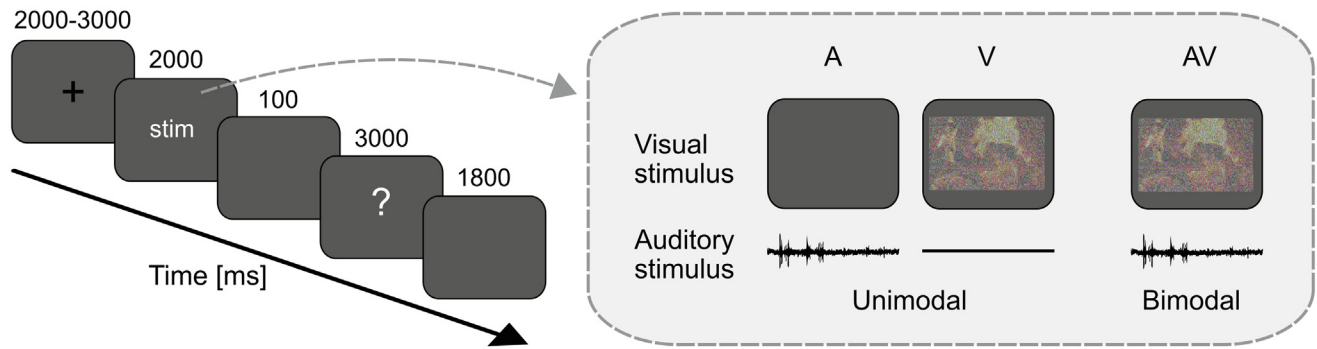 2000-3000
+
2000
stim
100
3000
?
1800
Time [ms]
A V AV
Visual
stimulus
Auditory
stimulus
Unimodal Bimodal